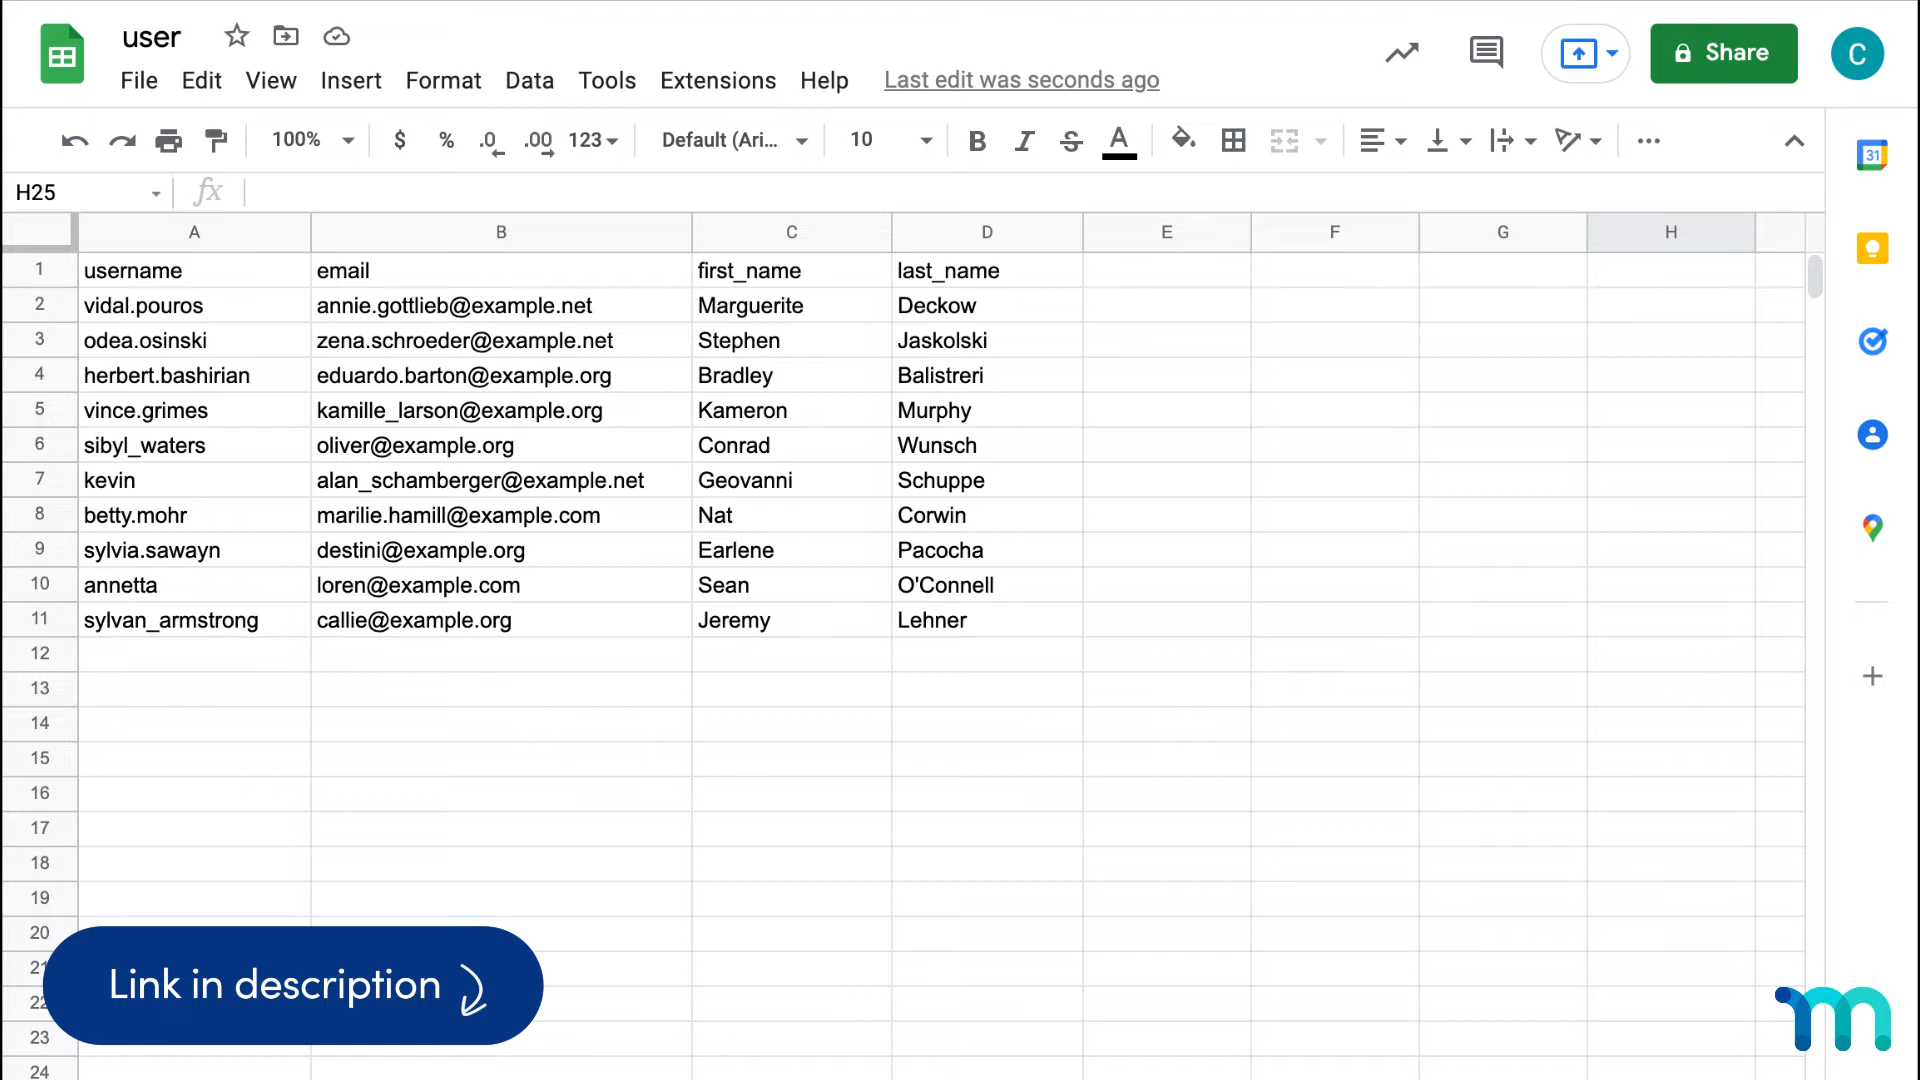 user
File Edit View Insert Format Data Tools Extensions Help Last edit was seconds ago
Share
C
100% $ % .0 .00 123 Default (Ari... 10 B I S A
31
H25 fx
A B C D E F G H
1 username email first_name last_name
2 vidal.pouros annie.gottlieb@example.net Marguerite Deckow
3 odea.osinski zena.schroeder@example.net Stephen Jaskolski
4 herbert.bashirian eduardo.barton@example.org Bradley Balistreri
5 vince.grimes kamille_larson@example.org Kameron Murphy
6 sibyl_waters oliver@example.org Conrad Wunsch
7 kevin alan_schamberger@example.net Geovanni Schuppe
8 betty.mohr marilie.hamill@example.com Nat Corwin
9 sylvia.sawayn destini@example.org Earlene Pacocha
10 annetta loren@example.com Sean O'Connell
11 sylvan_armstrong callie@example.org Jeremy Lehner
12
13
14
15
16
17
18
19
20
21
22
23
24
Link in description
m